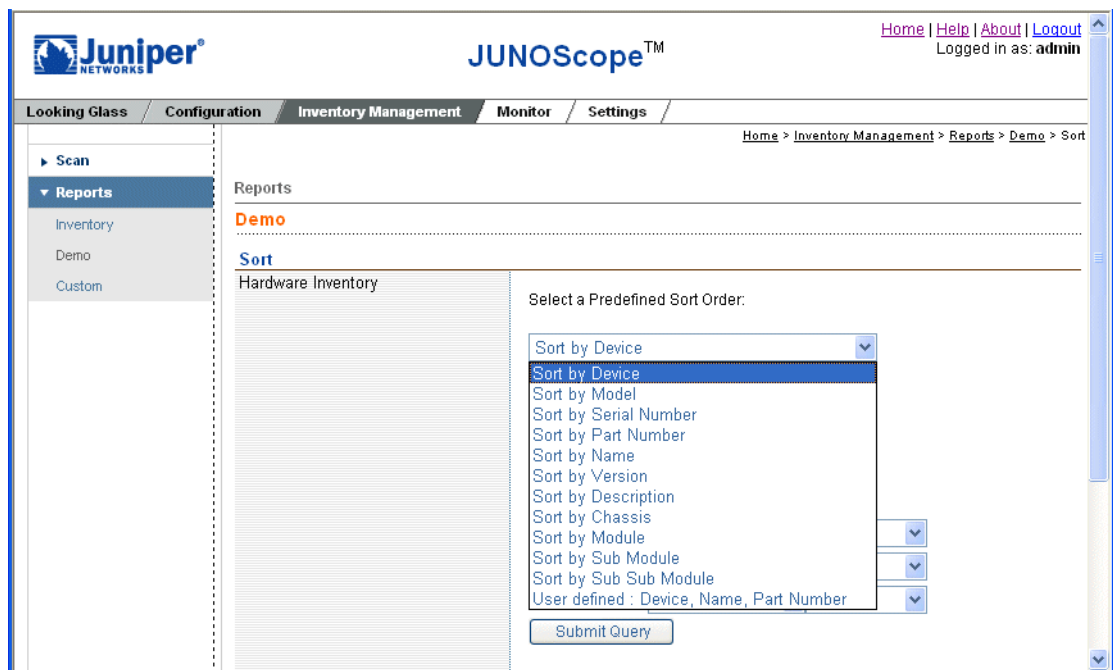 Juniper®
NETWORKS
JUNOScope™
Home | Help | About | Logout
Logged in as: admin
Looking Glass / Configuration / Inventory Management / Monitor / Settings /
Home > Inventory Management > Reports > Demo > Sort
Scan
Reports
Inventory
Demo
Custom
Reports
Demo
Sort
Hardware Inventory
Select a Predefined Sort Order:
Sort by Device
Sort by Device
Sort by Model
Sort by Serial Number
Sort by Part Number
Sort by Name
Sort by Version
Sort by Description
Sort by Chassis
Sort by Module
Sort by Sub Module
Sort by Sub Sub Module
User defined : Device, Name, Part Number
Submit Query